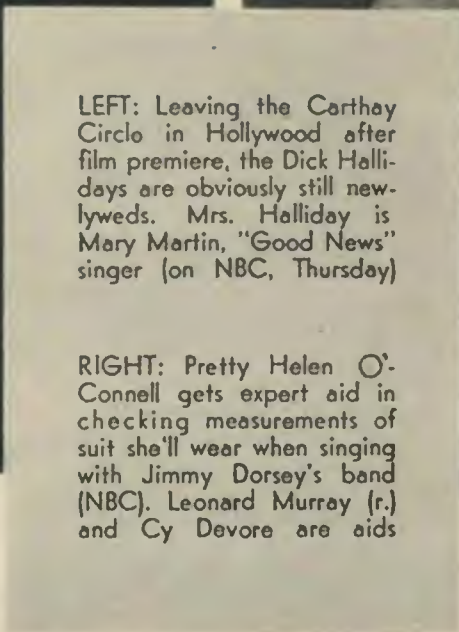 LEFT: Leaving the Carthay
Circle in Hollywood after
film premiere, the Dick Halli-
days are obviously still new-
lyweds. Mrs. Halliday is
Mary Martin, "Good News"
singer (on NBC, Thursday)
RIGHT: Pretty Helen O'-
Connell gets expert aid in
checking measurements of
suit she'll wear when singing
with Jimmy Dorsey's band
(NBC). Leonard Murray (r.)
and Cy Devore are aids